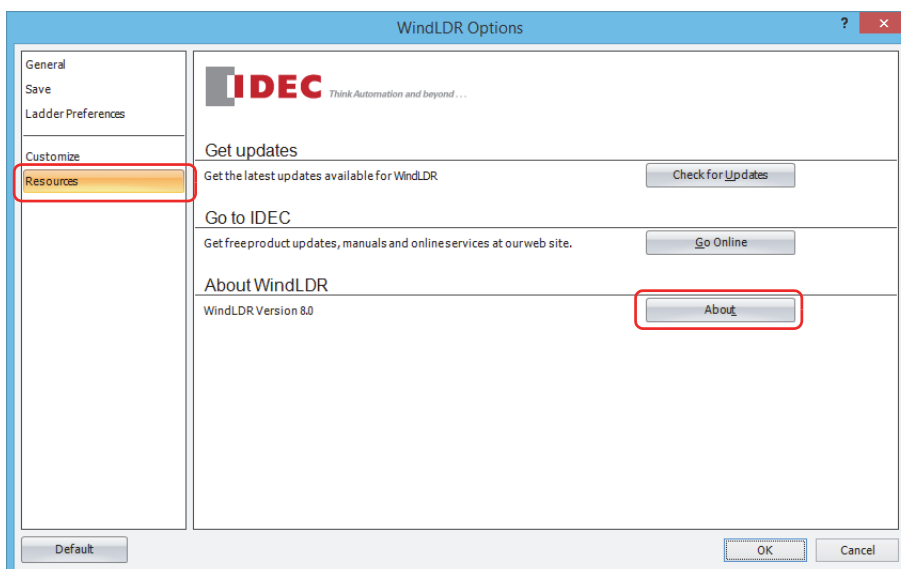 WindLDR Options
?
×
General
Save
Ladder Preferences
Customize
Resources
IDEC Think Automation and beyond...
Get updates
Get the latest updates available for WindLDR
Check for Updates
Go to IDEC
Get free product updates, manuals and online services at our web site.
Go Online
About WindLDR
WindLDR Version 8.0
About
Default
OK
Cancel